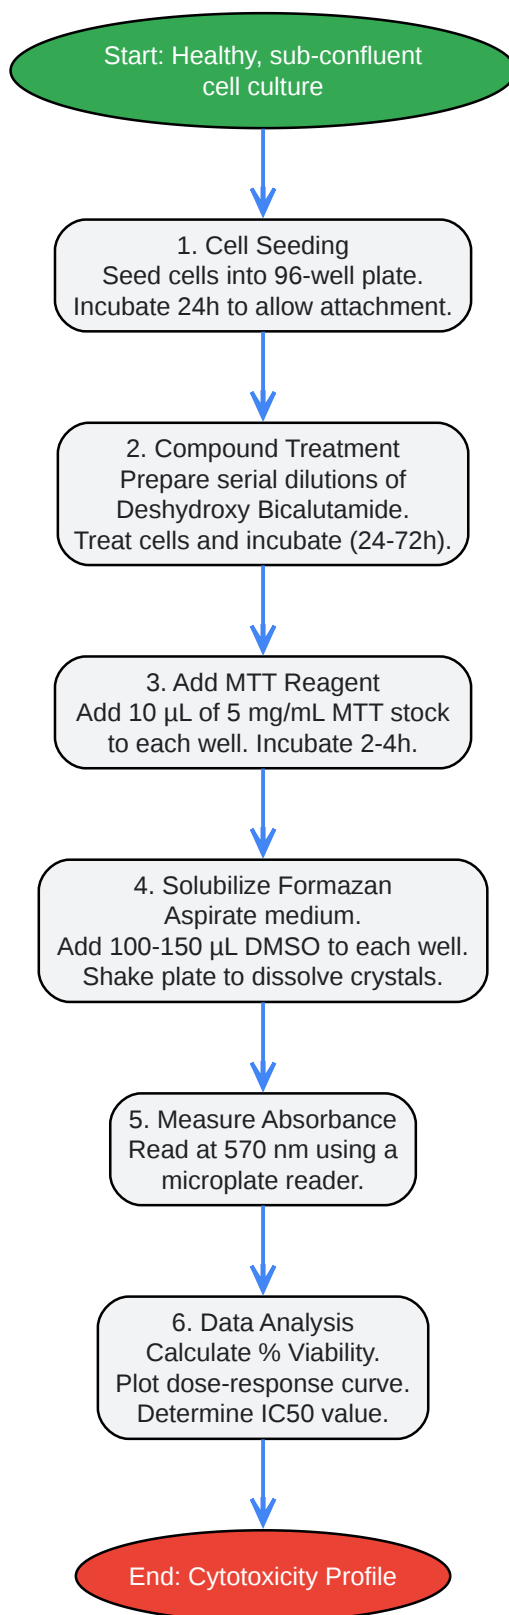 Start: Healthy, sub-confluent
cell culture
1. Cell Seeding
Seed cells into 96-well plate.
Incubate 24h to allow attachment.
2. Compound Treatment
Prepare serial dilutions of
Deshydroxy Bicalutamide.
Treat cells and incubate (24-72h).
3. Add MTT Reagent
Add 10 µL of 5 mg/mL MTT stock
to each well. Incubate 2-4h.
4. Solubilize Formazan
Aspirate medium.
Add 100-150 µL DMSO to each well.
Shake plate to dissolve crystals.
5. Measure Absorbance
Read at 570 nm using a
microplate reader.
6. Data Analysis
Calculate % Viability.
Plot dose-response curve.
Determine IC50 value.
End: Cytotoxicity Profile